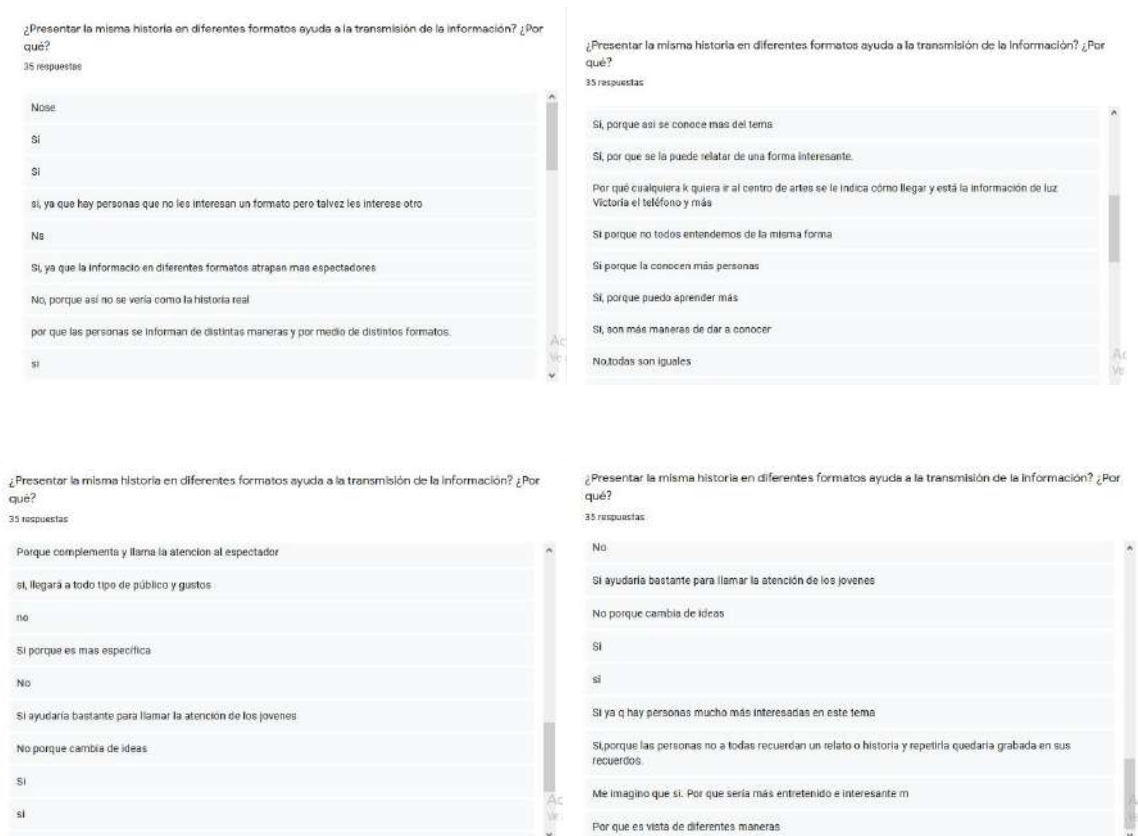 ¿Presentar la misma historia en diferentes formatos ayuda a la transmisión de la información? ¿Por
qué?
35 respuestas
Nose
Sí
Si
si, ya que hay personas que no les interesan un formato pero talvez les interese otro
Ns
Si, ya que la informacio en diferentes formatos atrapan mas espectadores
No, porque así no se vería como la historia real
por que las personas se informan de distintas maneras y por medio de distintos formatos.
si
¿Presentar la misma historia en diferentes formatos ayuda a la transmisión de la información? ¿Por
qué?
35 respuestas
Si, porque asi se conoce mas del tema
Si, por que se la puede relatar de una forma interesante.
Por qué cualquiera k quiera ir al centro de artes se le indica cómo llegar y está la información de luz
Victoria el teléfono y más
Si porque no todos entendemos de la misma forma
Si porque la conocen más personas
Sí, porque puedo aprender más
Si, son más maneras de dar a conocer
No,todas son iguales
¿Presentar la misma historia en diferentes formatos ayuda a la transmisión de la información? ¿Por
qué?
35 respuestas
Porque complementa y llama la atencion al espectador
si, llegará a todo tipo de público y gustos
no
Si porque es mas específica
No
Si ayudaría bastante para llamar la atención de los jovenes
No porque cambia de ideas
Si
si
¿Presentar la misma historia en diferentes formatos ayuda a la transmisión de la información? ¿Por
qué?
35 respuestas
No
Si ayudaría bastante para llamar la atención de los jovenes
No porque cambia de ideas
Si
si
Si ya q hay personas mucho más interesadas en este tema
Si,porque las personas no a todas recuerdan un relato o historia y repetirla quedaría grabada en sus
recuerdos.
Me imagino que si. Por que sería más entretenido e interesante m
Por que es vista de diferentes maneras